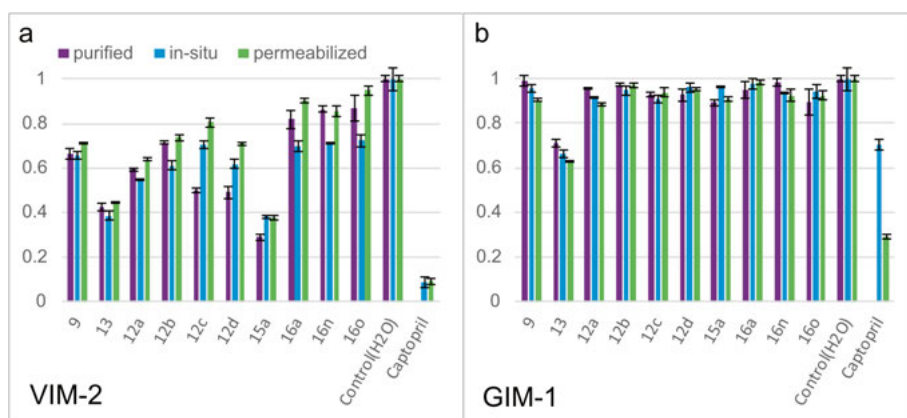 a
purified in-situ permeabilized
1
0.8
0.6
0.4
0.2
0
9 13 12a 12b 12c 12d 15a 16a 16n 16o Control(H2O) Captopril
VIM-2
b
1
0.8
0.6
0.4
0.2
0
9 13 12a 12b 12c 12d 15a 16a 16n 16o Control(H2O) Captopril
GIM-1